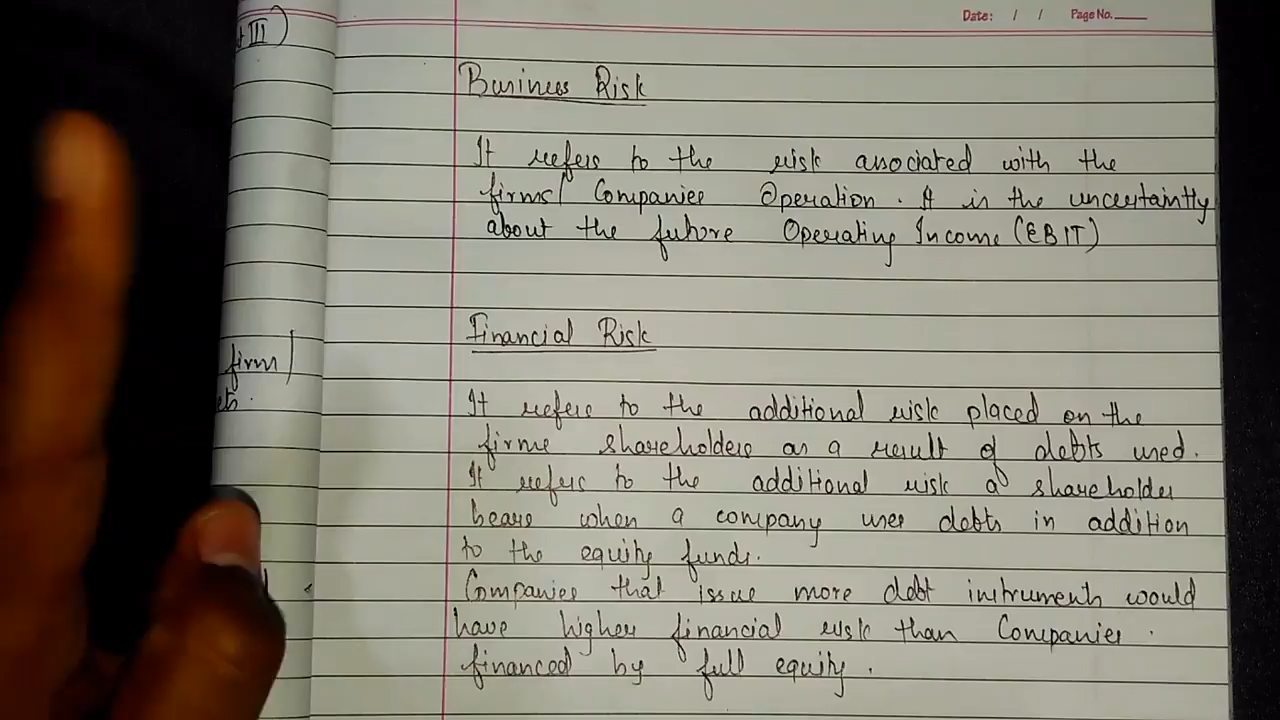 III)
Date: / / Page No.
Business Risk
It refers to the risk associated with the
firms/ Companies Operation. It is the uncertaintty
about the future Operating Income (EBIT)
Financial Risk
firm/
ets.
It refers to the additional risk placed on the
firms shareholders as a result of debts used.
It refers to the additional risk a shareholder
bears when a company uses debts in addition
to the equity funds.
Companies that issue more debt instruments would
have higher financial risk than Companies
financed by full equity.